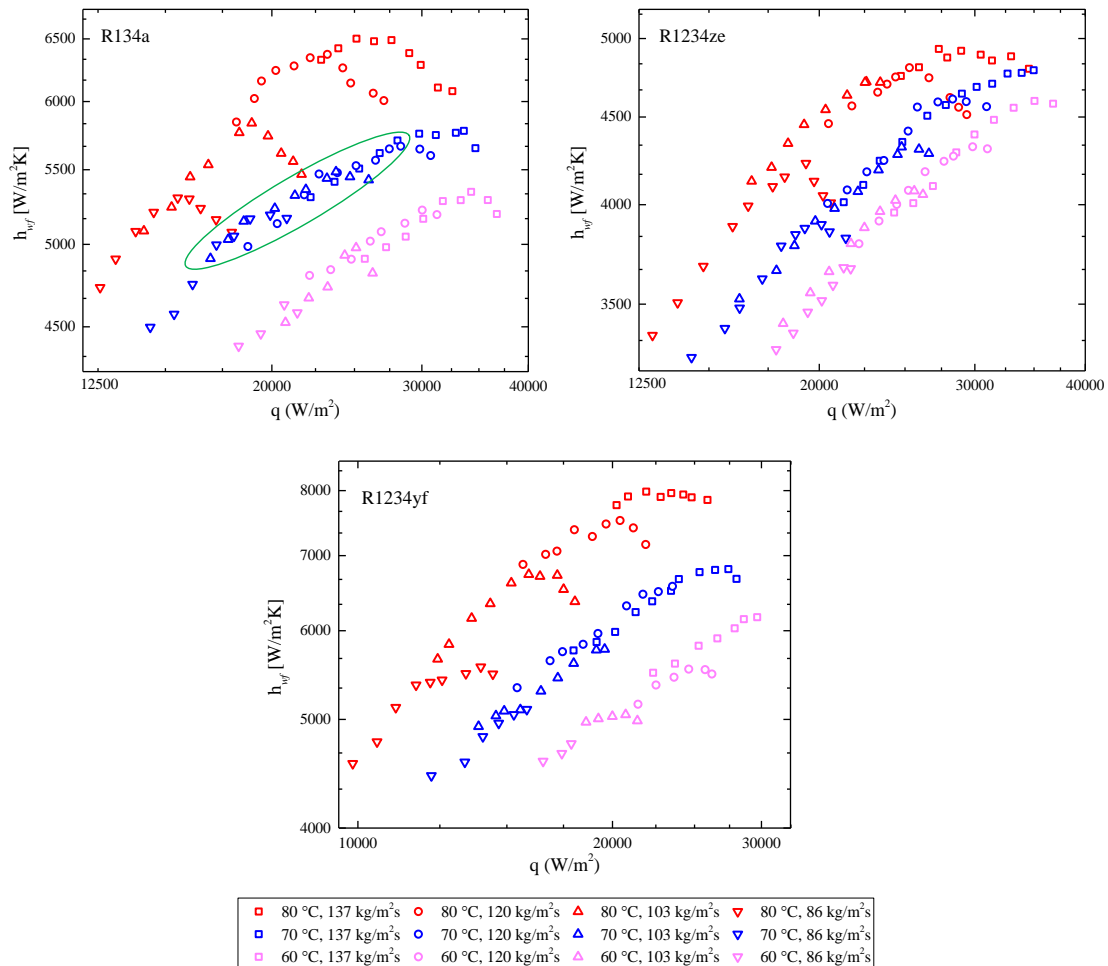 R134a
6500
6000
5500
5000
4500
h_wf [W/m²K]
12500
20000
30000
40000
q (W/m²)
R1234ze
5000
4500
4000
3500
h_wf [W/m²K]
12500
20000
30000
40000
q (W/m²)
R1234yf
8000
7000
6000
5000
4000
h_wf [W/m²K]
10000
20000
30000
q (W/m²)
80 °C, 137 kg/m²s 80 °C, 120 kg/m²s 80 °C, 103 kg/m²s 80 °C, 86 kg/m²s
70 °C, 137 kg/m²s 70 °C, 120 kg/m²s 70 °C, 103 kg/m²s 70 °C, 86 kg/m²s
60 °C, 137 kg/m²s 60 °C, 120 kg/m²s 60 °C, 103 kg/m²s 60 °C, 86 kg/m²s